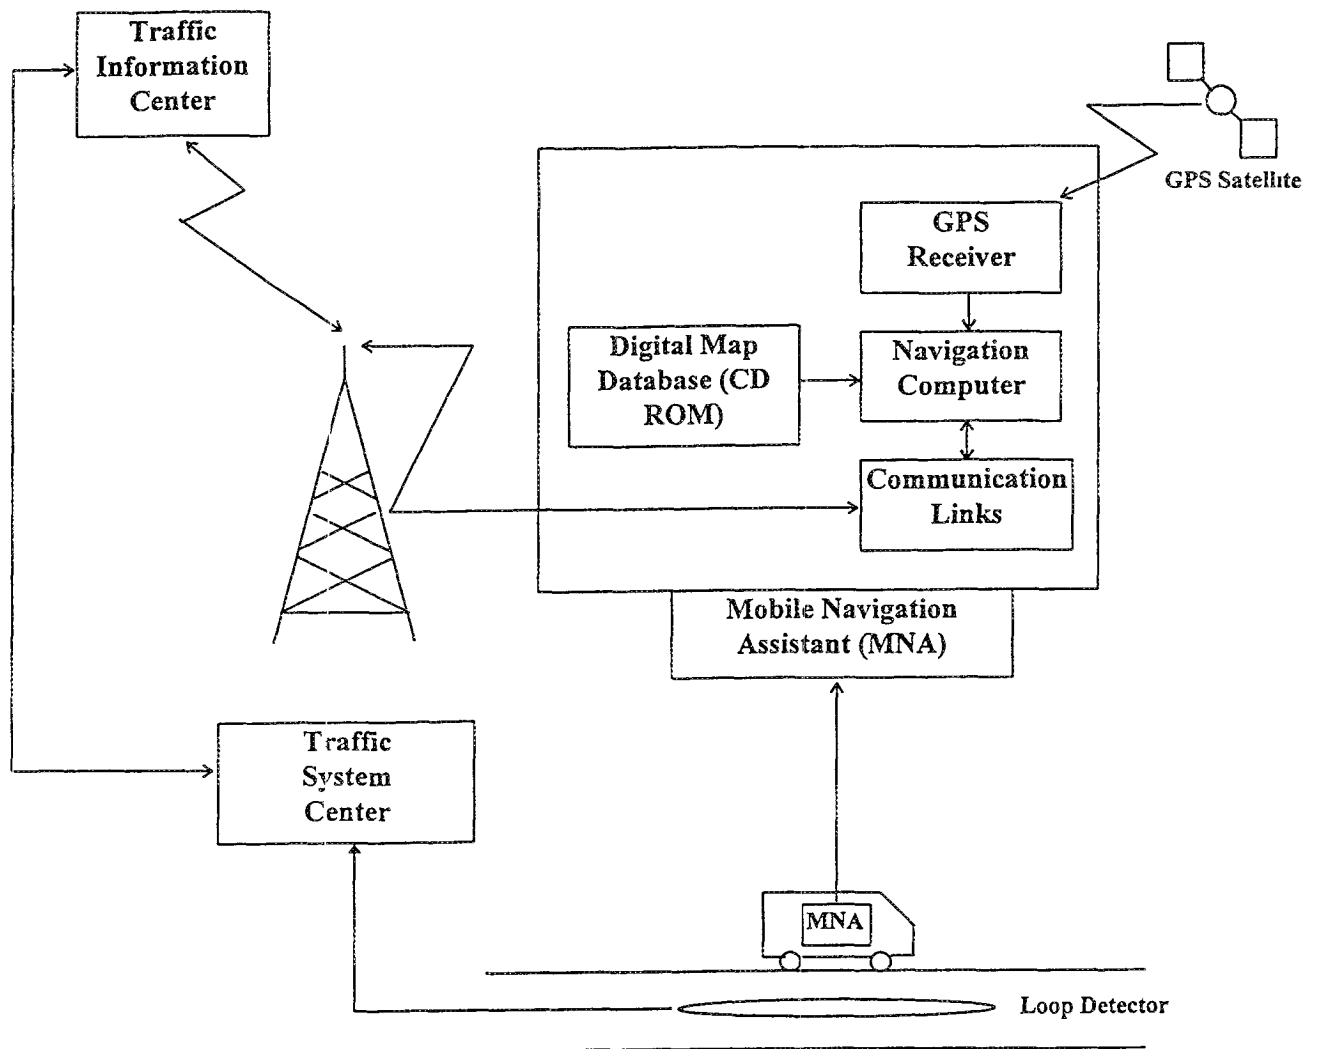 Traffic
Information
Center
GPS Satellite
GPS
Receiver
Digital Map
Database (CD
ROM)
Navigation
Computer
Communication
Links
Mobile Navigation
Assistant (MNA)
Traffic
System
Center
MNA
Loop Detector